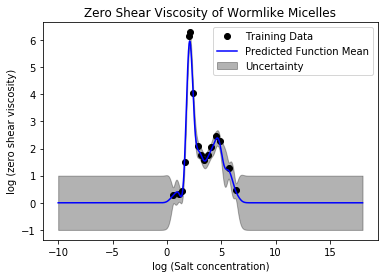 Zero Shear Viscosity of Wormlike Micelles
Training Data
Predicted Function Mean
Uncertainty
log (zero shear viscosity)
6
5
4
3
2
1
0
−1
−10
−5
0
5
10
15
log (Salt concentration)